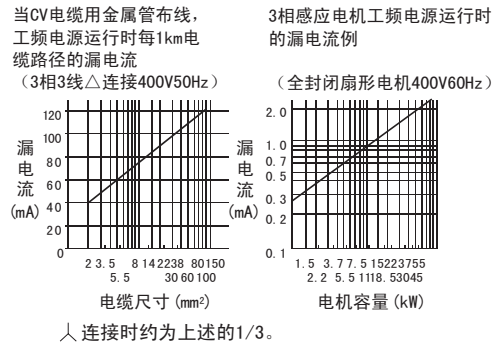 当CV电缆用金属管布线，
工频电源运行时每1km电
缆路径的漏电流
（3相3线△连接400V50Hz）
120
100
80
60
40
20
0
漏
电
流
(mA)
2 3.5 8 14 22 38 80 150
5.5 30 60 100
电缆尺寸(mm²)
3相感应电机工频电源运行时
的漏电流例
（全封闭扇形电机400V60Hz）
2.0
1.0
0.7
0.5
0.3
0.2
0.1
漏
电
流
(mA)
1.5 3.7 7.5 15 22 37 55
2.2 5.5 11 18.5 30 45
电机容量(kW)
人连接时约为上述的1/3。